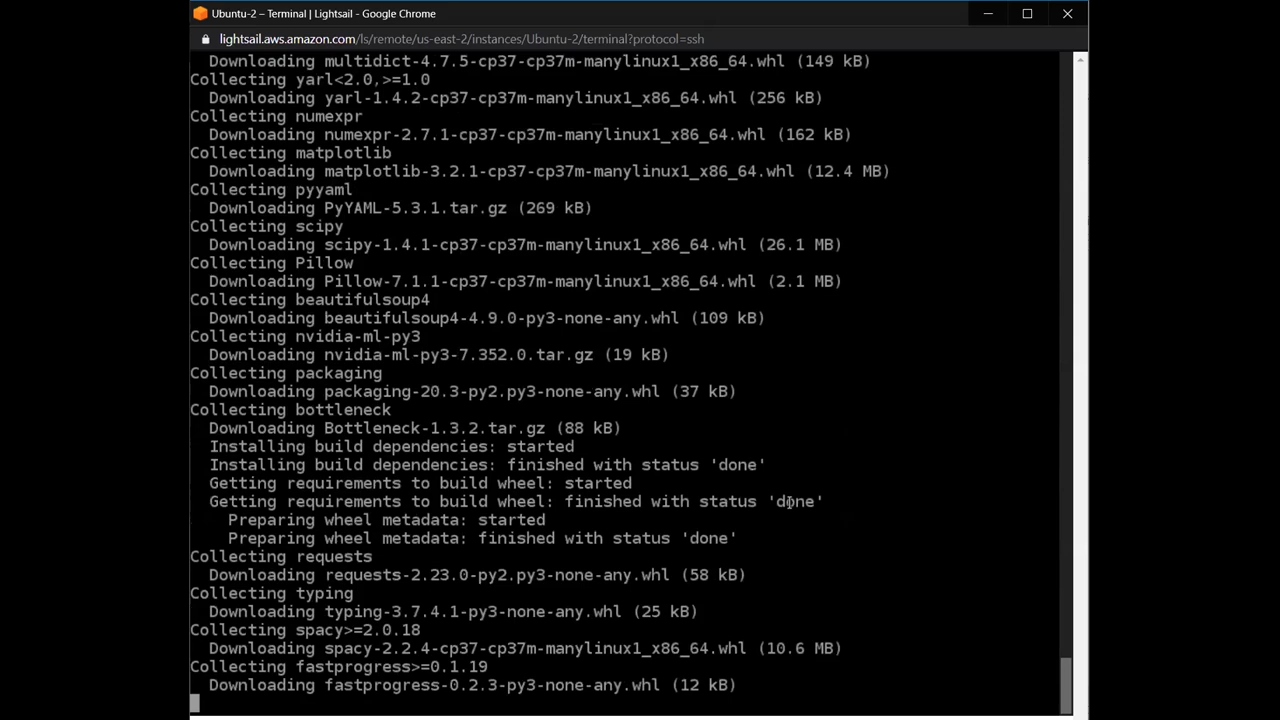 Ubuntu-2 – Terminal | Lightsail - Google Chrome
lightsail.aws.amazon.com/ls/remote/us-east-2/instances/Ubuntu-2/terminal?protocol=ssh
Downloading multidict-4.7.5-cp37-cp37m-manylinux1_x86_64.whl (149 kB)
Collecting yarl<2.0,>=1.0
Downloading yarl-1.4.2-cp37-cp37m-manylinux1_x86_64.whl (256 kB)
Collecting numexpr
Downloading numexpr-2.7.1-cp37-cp37m-manylinux1_x86_64.whl (162 kB)
Collecting matplotlib
Downloading matplotlib-3.2.1-cp37-cp37m-manylinux1_x86_64.whl (12.4 MB)
Collecting pyyaml
Downloading PyYAML-5.3.1.tar.gz (269 kB)
Collecting scipy
Downloading scipy-1.4.1-cp37-cp37m-manylinux1_x86_64.whl (26.1 MB)
Collecting Pillow
Downloading Pillow-7.1.1-cp37-cp37m-manylinux1_x86_64.whl (2.1 MB)
Collecting beautifulsoup4
Downloading beautifulsoup4-4.9.0-py3-none-any.whl (109 kB)
Collecting nvidia-ml-py3
Downloading nvidia-ml-py3-7.352.0.tar.gz (19 kB)
Collecting packaging
Downloading packaging-20.3-py2.py3-none-any.whl (37 kB)
Collecting bottleneck
Downloading Bottleneck-1.3.2.tar.gz (88 kB)
Installing build dependencies: started
Installing build dependencies: finished with status 'done'
Getting requirements to build wheel: started
Getting requirements to build wheel: finished with status 'done'
Preparing wheel metadata: started
Preparing wheel metadata: finished with status 'done'
Collecting requests
Downloading requests-2.23.0-py2.py3-none-any.whl (58 kB)
Collecting typing
Downloading typing-3.7.4.1-py3-none-any.whl (25 kB)
Collecting spacy>=2.0.18
Downloading spacy-2.2.4-cp37-cp37m-manylinux1_x86_64.whl (10.6 MB)
Collecting fastprogress>=0.1.19
Downloading fastprogress-0.2.3-py3-none-any.whl (12 kB)